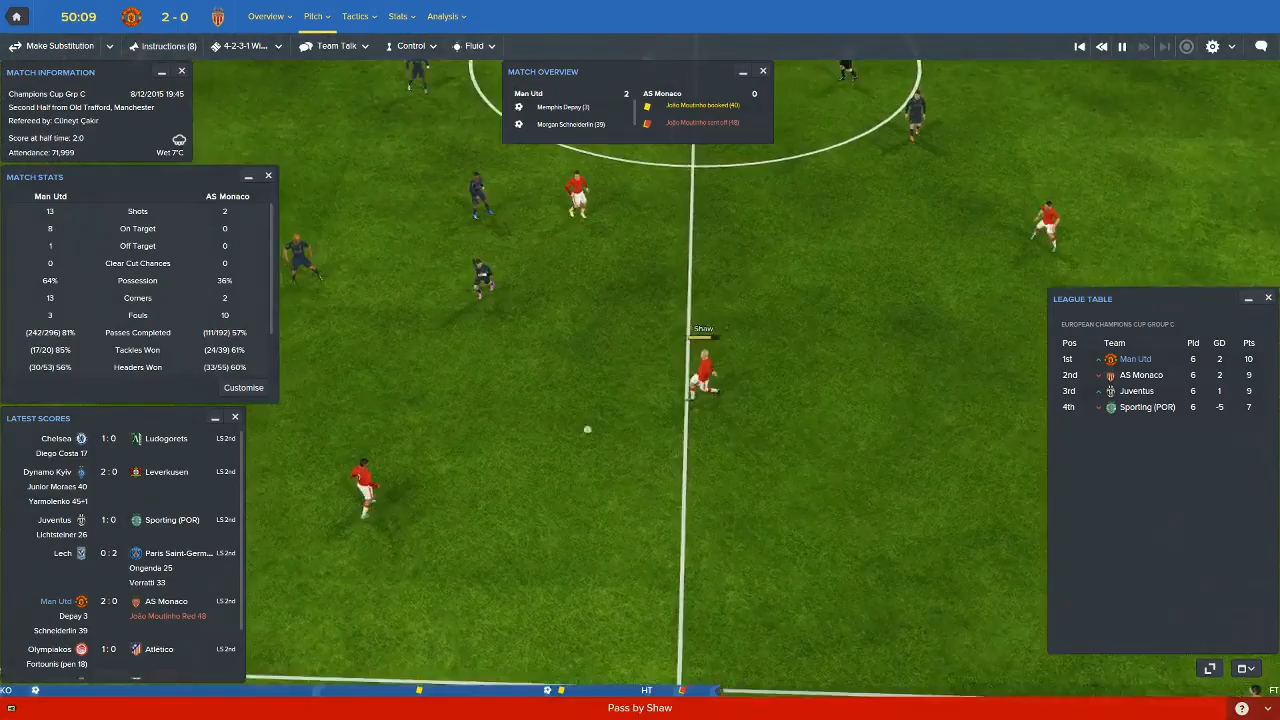 50:09
2 - 0
Overview
Pitch
Tactics
Stats
Analysis
Make Substitution
Instructions (8)
4-2-3-1 Wi...
Team Talk
Control
Fluid
MATCH INFORMATION
Champions Cup Grp C 8/12/2015 19:45
Second Half from Old Trafford, Manchester
Refereed by: Cüneyt Çakır
Score at half time: 2:0
Attendance: 71,999 Wet 7°C
MATCH OVERVIEW
Man Utd 2 AS Monaco 0
Memphis Depay (3) João Moutinho booked (40)
Morgan Schneiderlin (39) João Moutinho sent off (48)
MATCH STATS
Man Utd AS Monaco
13 Shots 2
8 On Target 0
1 Off Target 0
0 Clear Cut Chances 0
64% Possession 36%
13 Corners 2
3 Fouls 10
(242/296) 81% Passes Completed (111/192) 57%
(17/20) 85% Tackles Won (24/39) 61%
(30/53) 56% Headers Won (33/55) 60%
Customise
Shaw
LEAGUE TABLE
EUROPEAN CHAMPIONS CUP GROUP C
Pos Team Pld GD Pts
1st Man Utd 6 2 10
2nd AS Monaco 6 2 9
3rd Juventus 6 1 9
4th Sporting (POR) 6 -5 7
LATEST SCORES
Chelsea 1:0 Ludogorets LS 2nd
Diego Costa 17
Dynamo Kyiv 2:0 Leverkusen LS 2nd
Junior Moraes 40
Yarmolenko 45+1
Juventus 1:0 Sporting (POR) LS 2nd
Lichtsteiner 26
Lech 0:2 Paris Saint-Germ... LS 2nd
Ongenda 25
Verratti 33
Man Utd 2:0 AS Monaco LS 2nd
Depay 3 João Moutinho Red 48
Schneiderlin 39
Olympiakos 1:0 Atlético LS 2nd
Fortounis (pen 18)
KO HT FT
Pass by Shaw